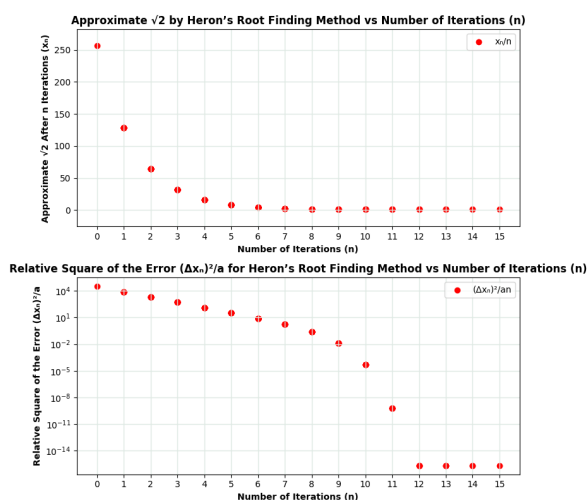 Approximate √2 by Heron's Root Finding Method vs Number of Iterations (n)
Approximate √2 After n Iterations (xₙ)
250
200
150
100
50
0
xₙ/n
0 1 2 3 4 5 6 7 8 9 10 11 12 13 14 15
Number of Iterations (n)
Relative Square of the Error (Δxₙ)²/a for Heron's Root Finding Method vs Number of Iterations (n)
Relative Square of the Error (Δxₙ)²/a
10⁴
10¹
10⁻²
10⁻⁵
10⁻⁸
10⁻¹¹
10⁻¹⁴
(Δxₙ)²/an
0 1 2 3 4 5 6 7 8 9 10 11 12 13 14 15
Number of Iterations (n)